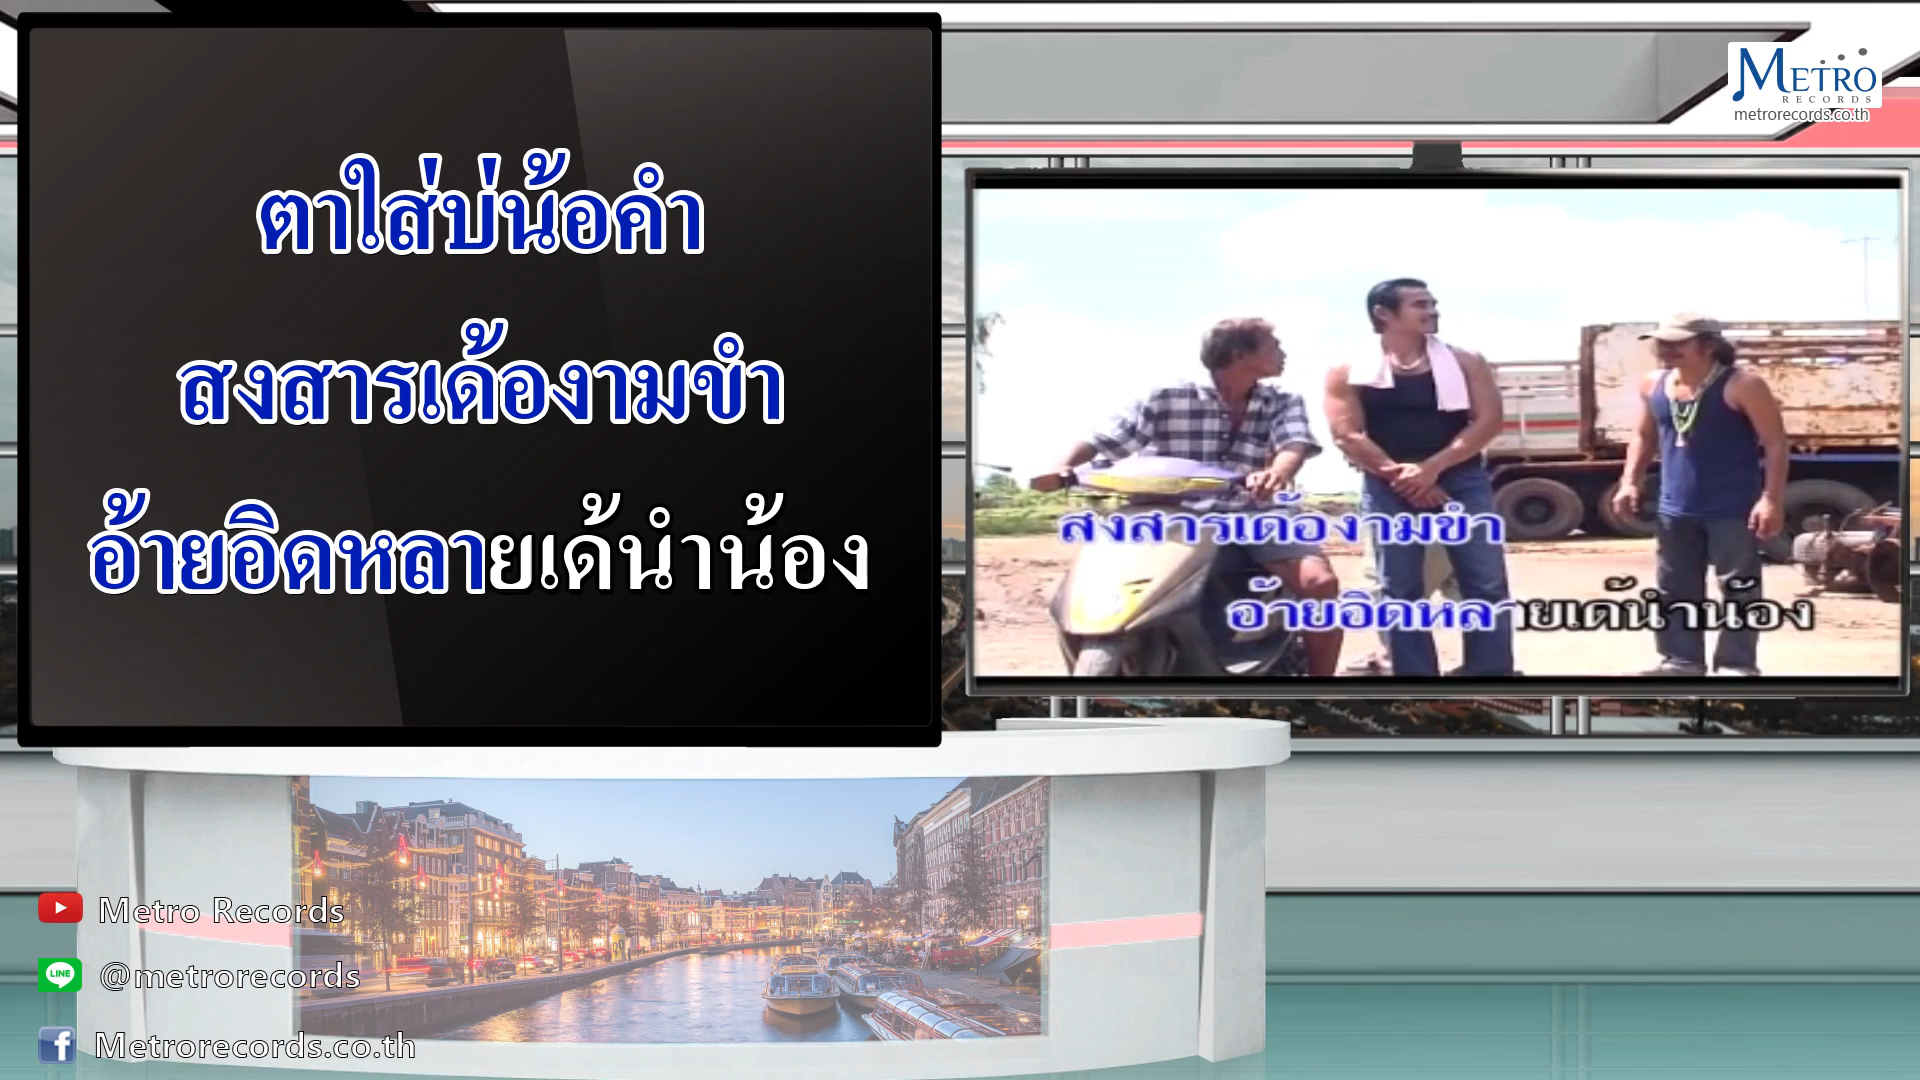 ตาใส่บ่น้อคำ
สงสารเด้องามขำ
อ้ายอิดหลายเด้นำน้อง
METRO
RECORDS
metrorecords.co.th
สงสารเด้องามขำ
อ้ายอิดหลายเด้นำน้อง
Metro Records
LINE
@metrorecords
Metrorecords.co.th